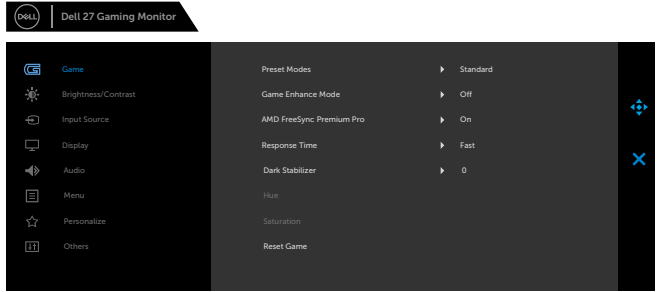 DELL
Dell 27 Gaming Monitor
Game
Preset Modes Standard
Brightness/Contrast
Game Enhance Mode Off
Input Source
AMD FreeSync Premium Pro On
Display
Response Time Fast
Audio
Dark Stabilizer 0
Menu
Hue
Personalize
Saturation
Others
Reset Game